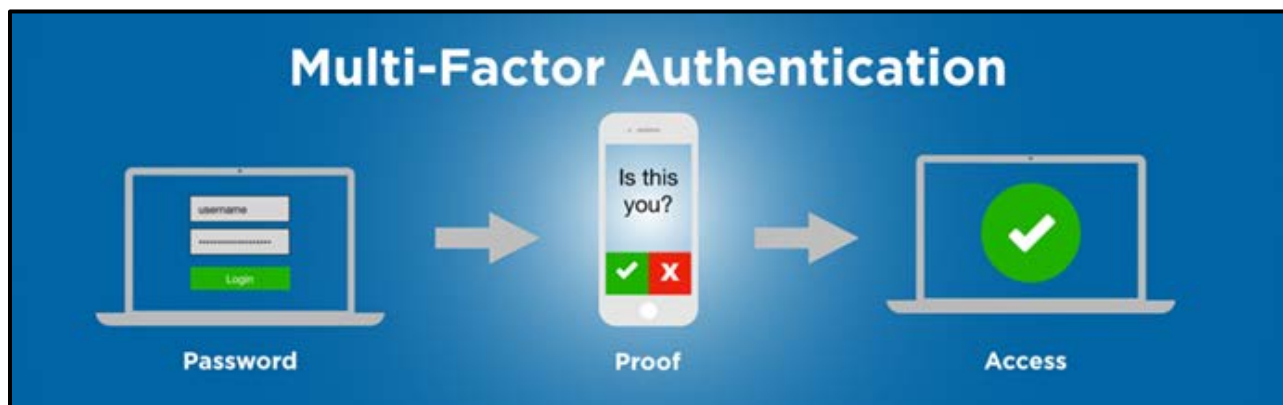 Multi-Factor Authentication
username
Login
Is this
you?
X
Password
Proof
Access